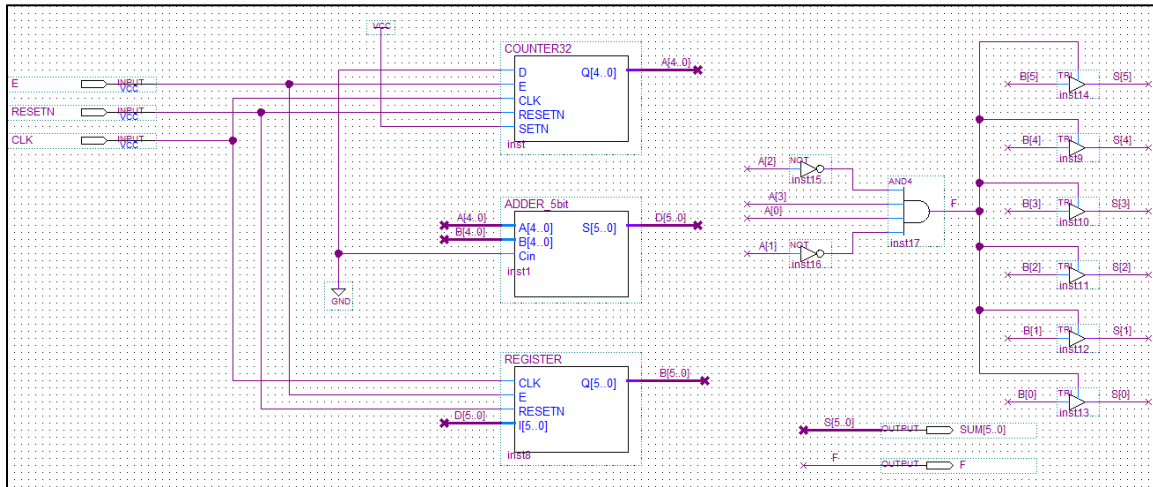 VCC
COUNTER32
D
E
CLK
RESETN
SETN
Q[4..0]
inst
A[4..0]
E
INPUT
VCC
RESETN
INPUT
VCC
CLK
INPUT
VCC
ADDER_5bit
A[4..0]
B[4..0]
A[4..0]
B[4..0]
Cin
S[5..0]
inst1
D[5..0]
GND
REGISTER
CLK
E
RESETN
I[5..0]
Q[5..0]
inst8
D[5..0]
B[5..0]
A[2]
NOT
inst15
A[3]
A[0]
A[1]
NOT
inst16
AND4
inst17
F
B[5]
TRI
inst14
S[5]
B[4]
TRI
inst9
S[4]
B[3]
TRI
inst10
S[3]
B[2]
TRI
inst11
S[2]
B[1]
TRI
inst12
S[1]
B[0]
TRI
inst13
S[0]
S[5..0]
OUTPUT
SUM[5..0]
F
OUTPUT
F